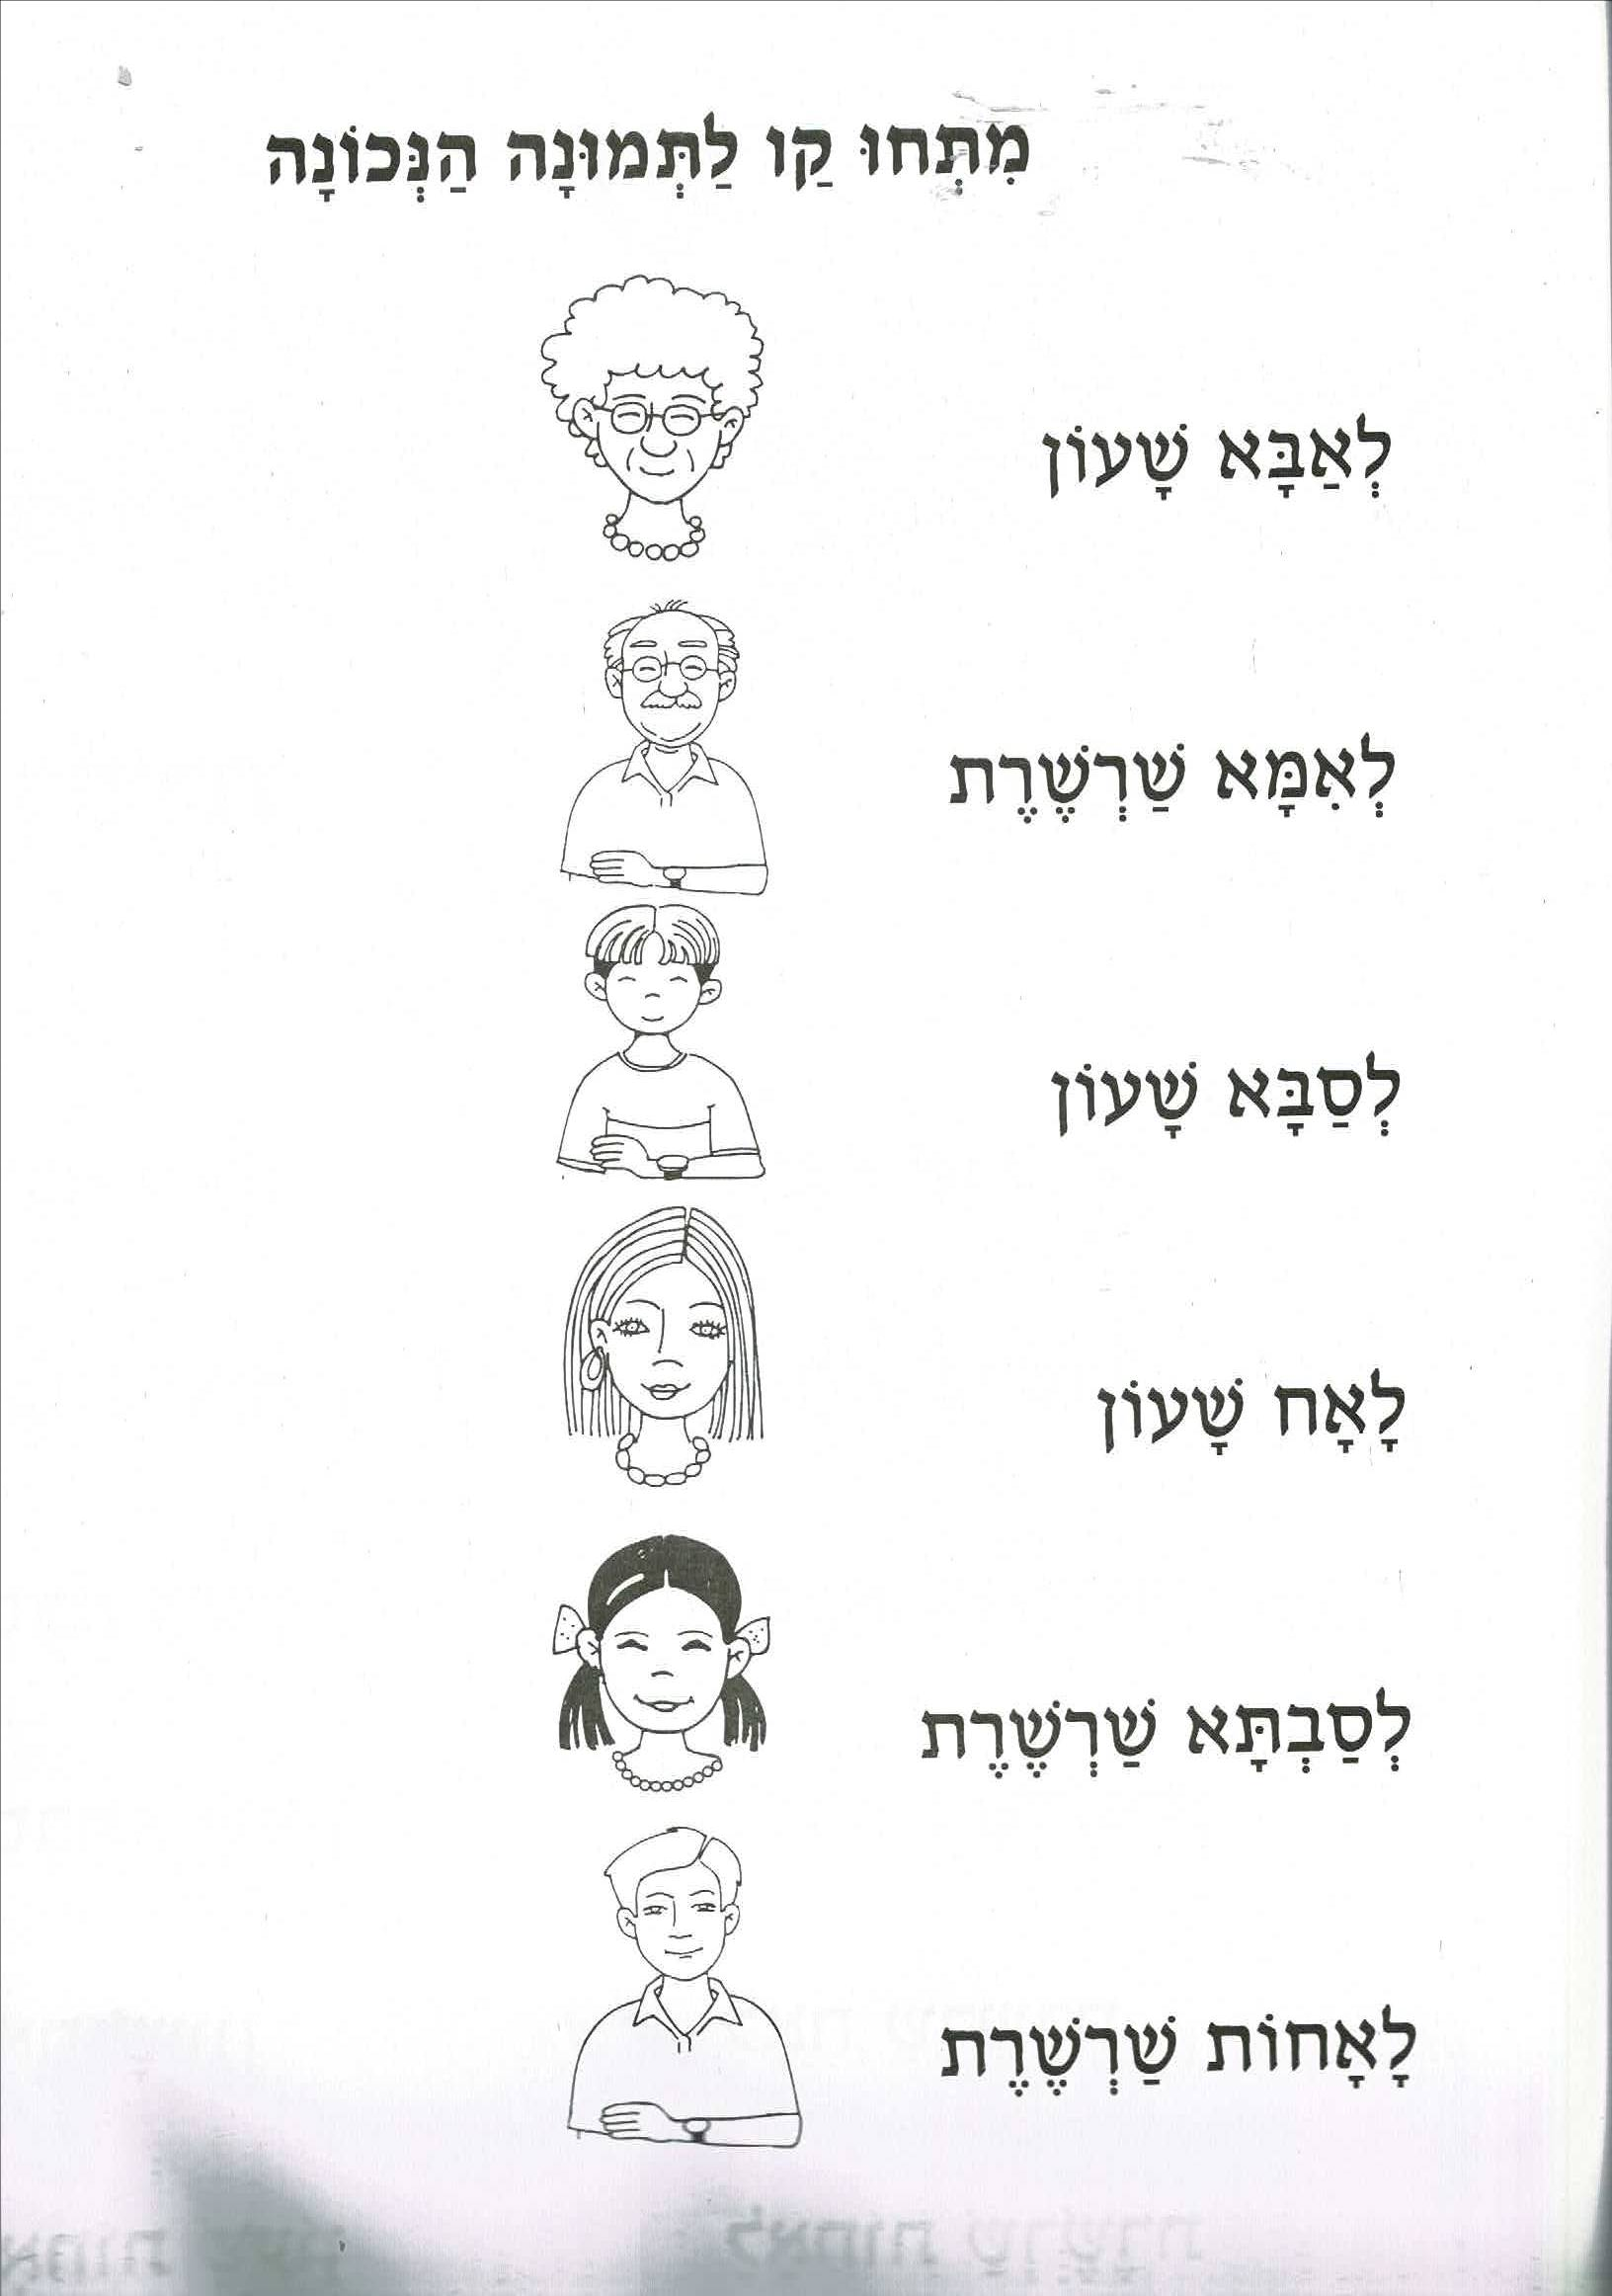 מִתְחוּ קַו לַתְּמוּנָה הַנְּכוֹנָה
לְאַבָּא שָׁעוֹן
לְאִמָּא שַׁרְשֶׁרֶת
לְסַבָּא שָׁעוֹן
לָאָח שָׁעוֹן
לְסַבְתָּא שַׁרְשֶׁרֶת
לָאָחוֹת שַׁרְשֶׁרֶת